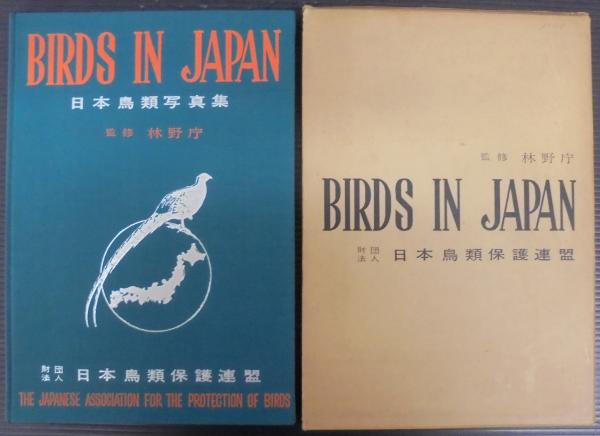 BIRDS IN JAPAN
日本鳥類写真集
監修 林野庁
財団法人 日本鳥類保護連盟
THE JAPANESE ASSOCIATION FOR THE PROTECTION OF BIRDS
監修 林野庁
BIRDS IN JAPAN
財団法人 日本鳥類保護連盟